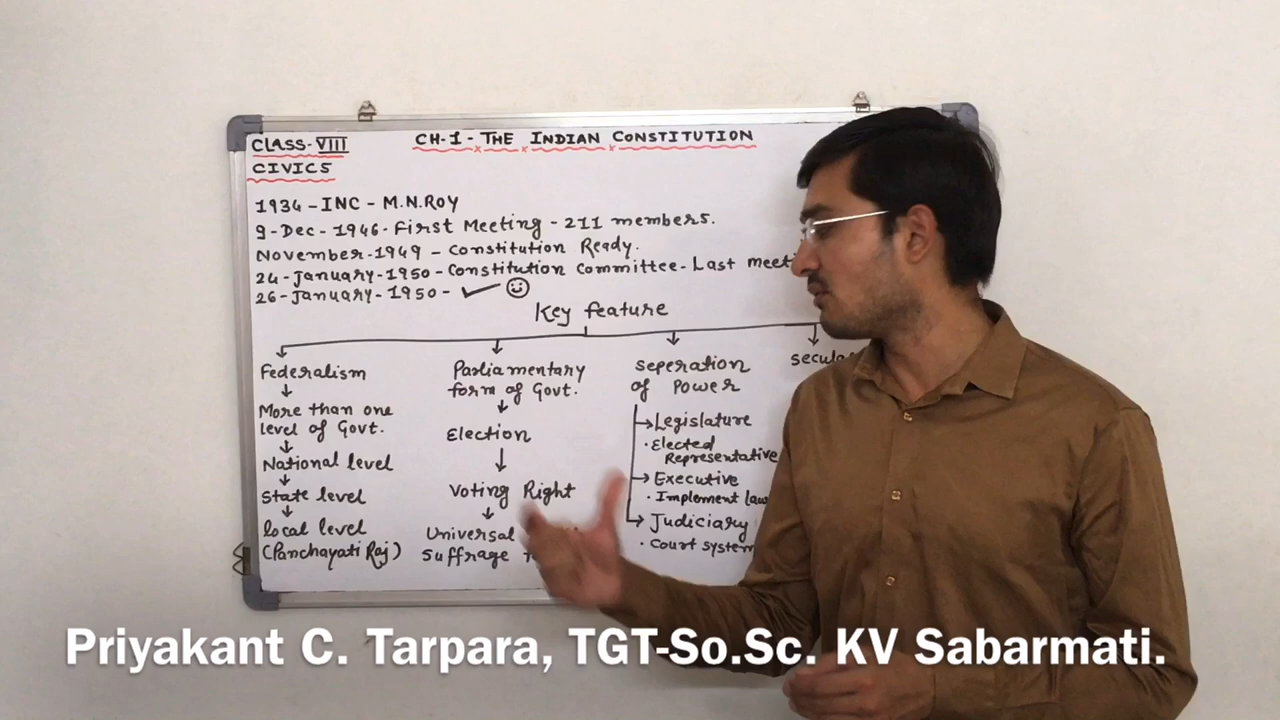 CLASS-VIII
CH-1-THE INDIAN CONSTITUTION
CIVICS
1934-INC-M.N.ROY
9-Dec-1946-First Meeting-211 members.
November-1949-Constitution Ready.
24-January-1950-Constitution Committee-Last
26-January-1950-✓☺
Key feature
Federalism
↓
More than one
level of Govt.
↓
National level
↓
State level
↓
local level
(Panchayati Raj)
Parliamentary
form of Govt.
↓
Election
↓
Voting Right
↓
Universal
suffrage
seperation
of Power
→Legislature
·Elected
Representative
→Executive
·Implement law
→Judiciary
·Court system
Priyakant C. Tarpara, TGT-So.Sc. KV Sabarmati.